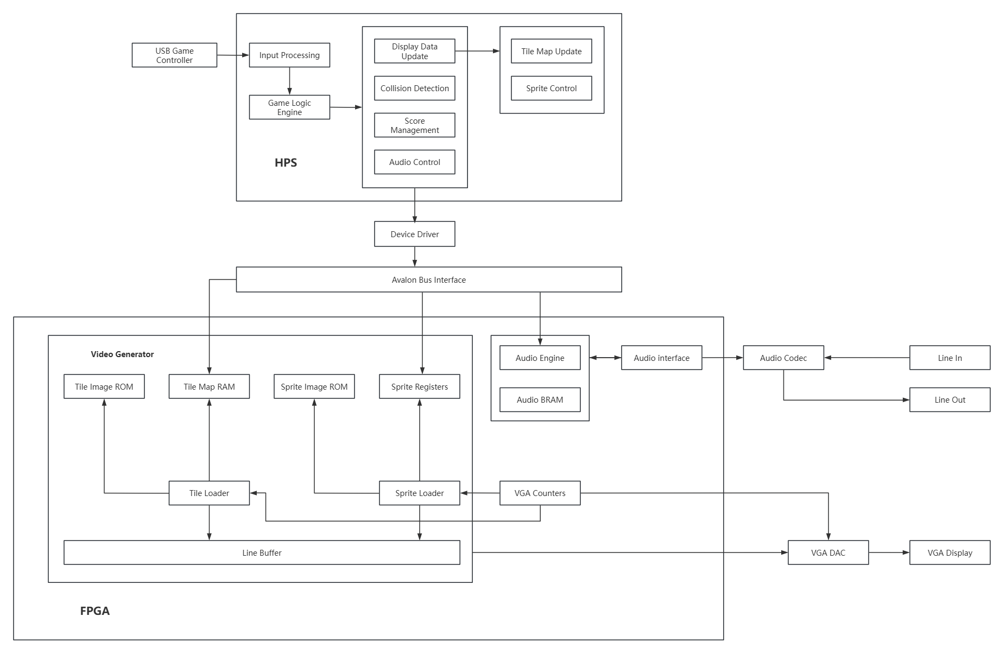 USB Game
Controller
Input Processing
Game Logic
Engine
HPS
Display Data
Update
Collision Detection
Score
Management
Audio Control
Tile Map Update
Sprite Control
Device Driver
Avalon Bus Interface
Video Generator
Tile Image ROM
Tile Map RAM
Sprite Image ROM
Sprite Registers
Audio Engine
Audio BRAM
Audio interface
Audio Codec
Line In
Line Out
Tile Loader
Sprite Loader
VGA Counters
Line Buffer
VGA DAC
VGA Display
FPGA